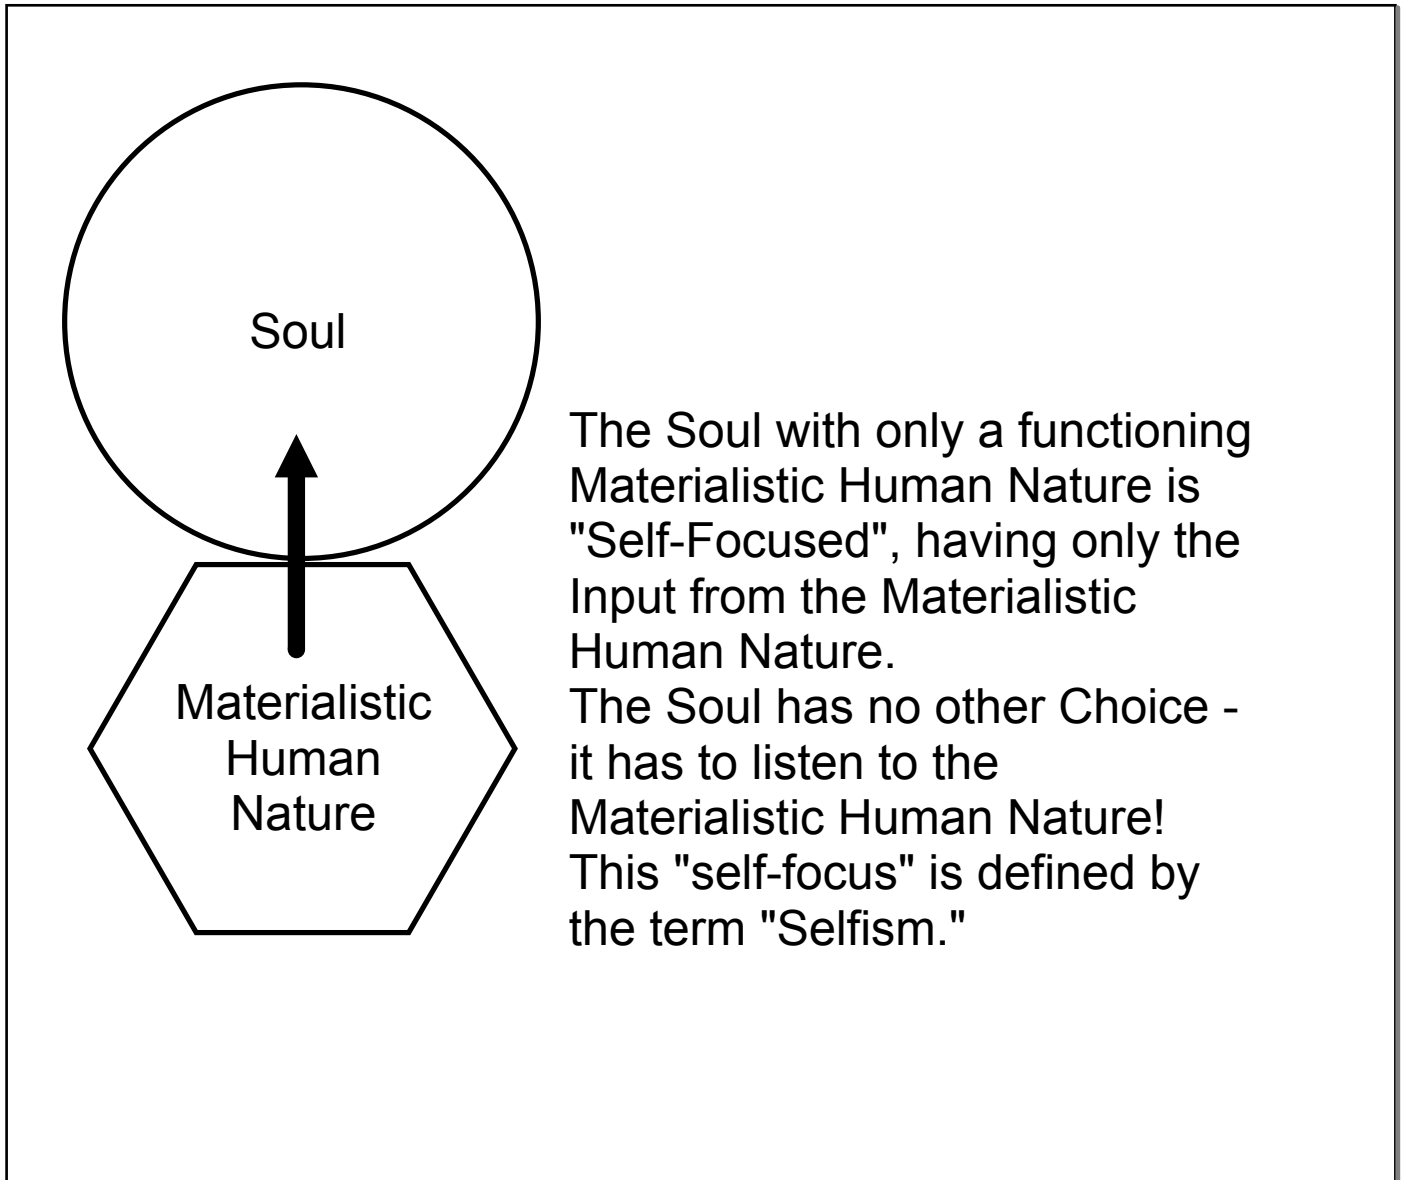 Soul
Materialistic
Human
Nature
The Soul with only a functioning
Materialistic Human Nature is
"Self-Focused", having only the
Input from the Materialistic
Human Nature.
The Soul has no other Choice -
it has to listen to the
Materialistic Human Nature!
This "self-focus" is defined by
the term "Selfism."